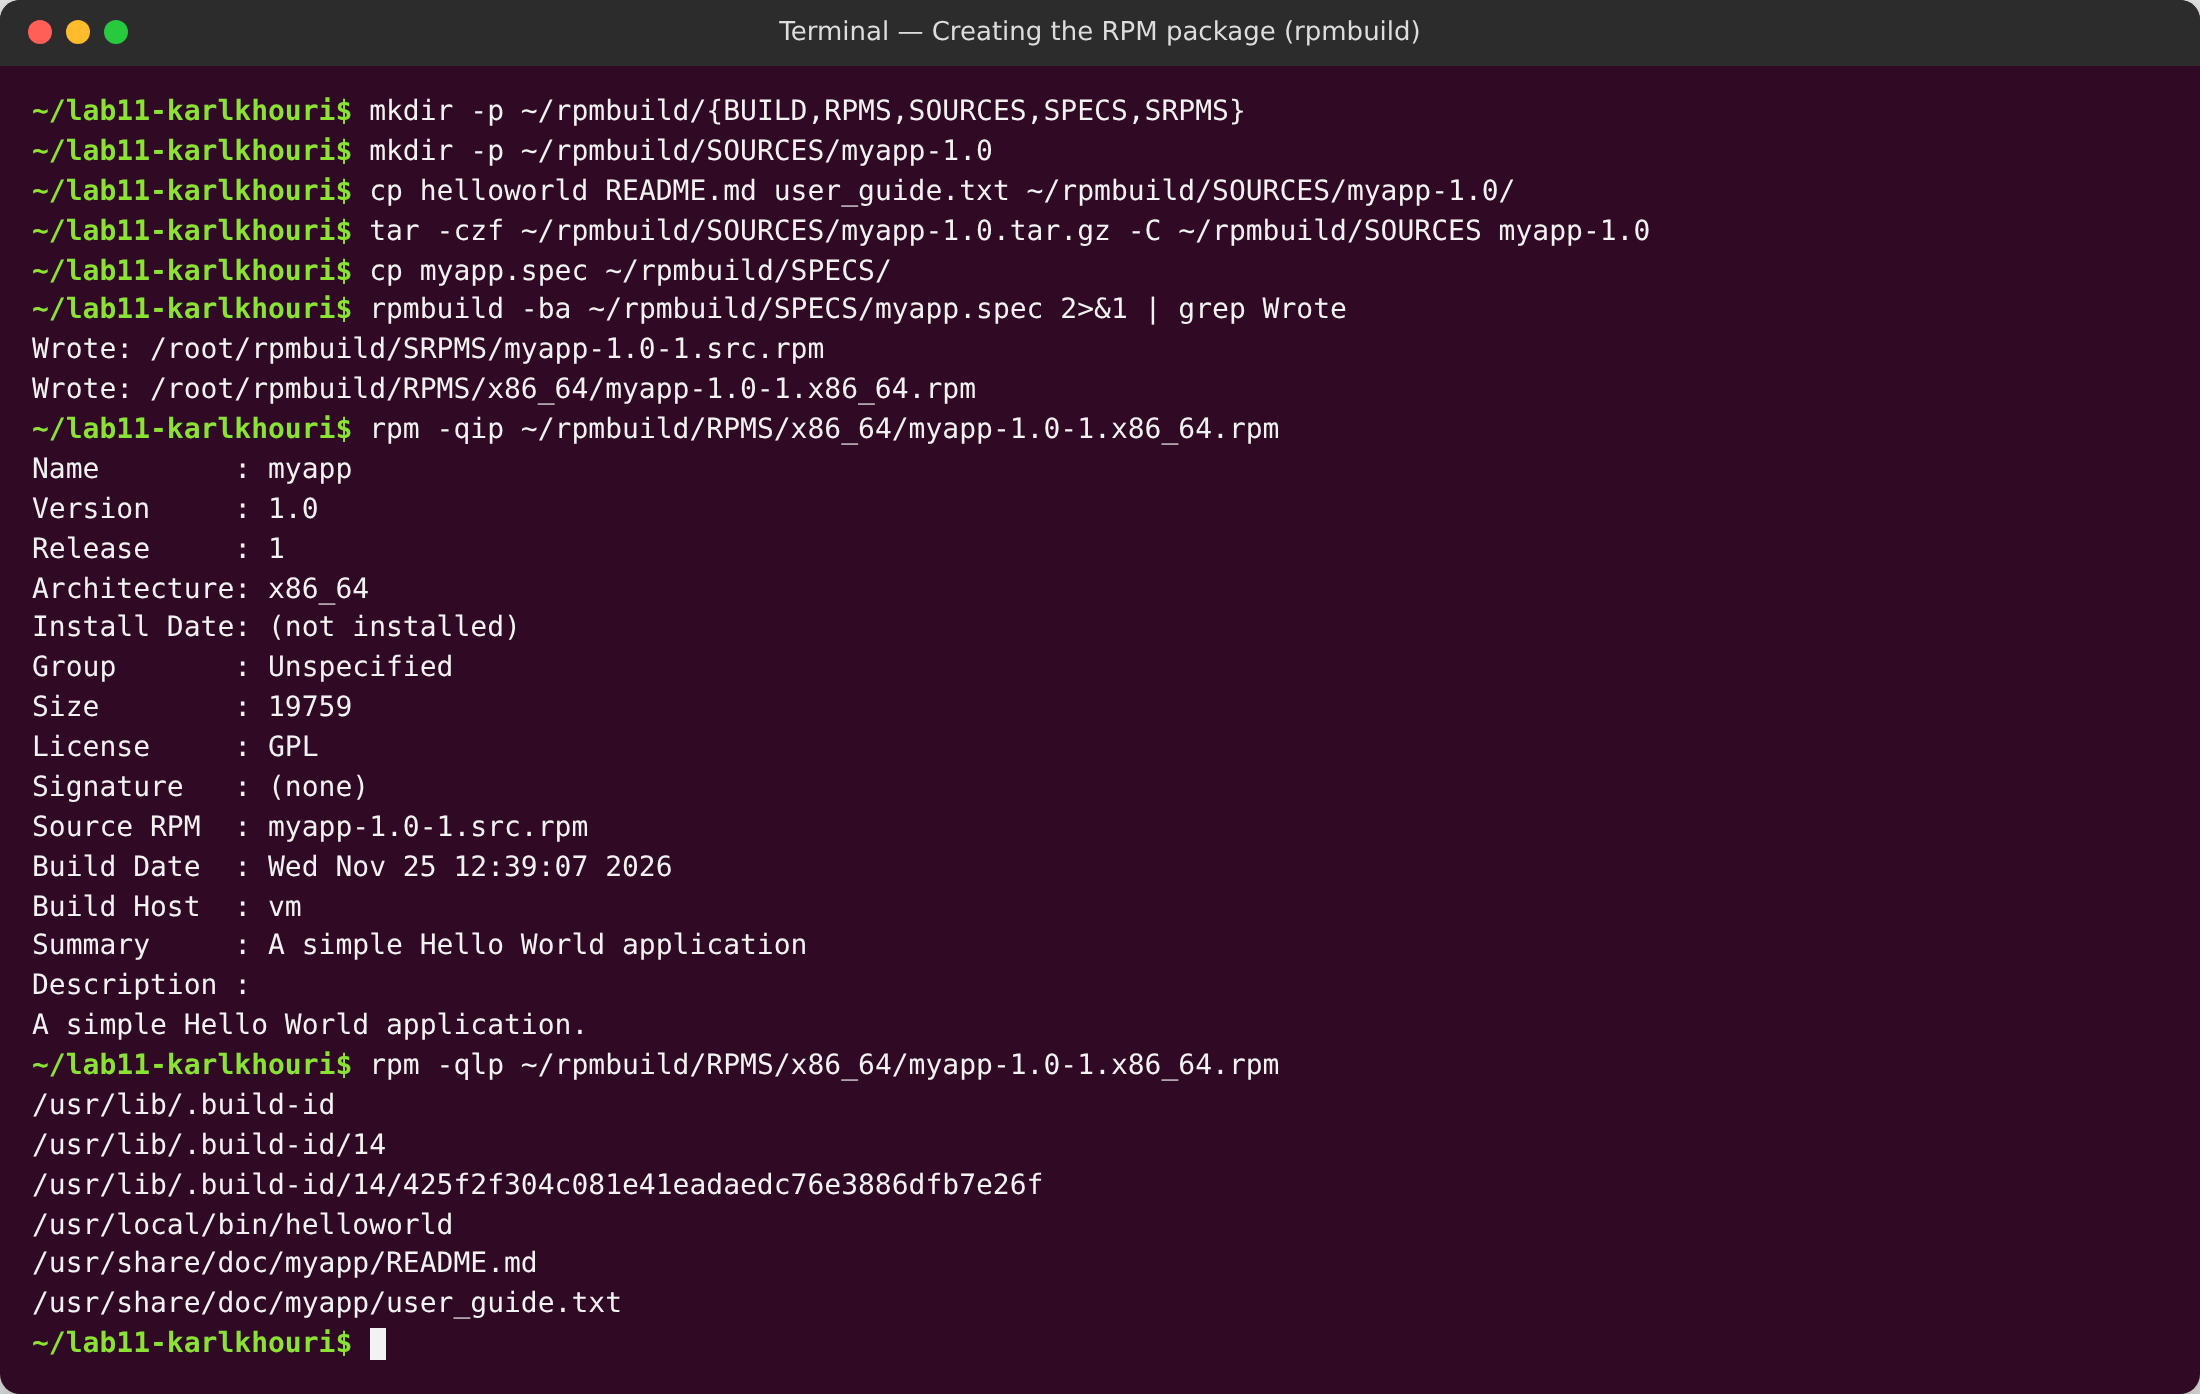 Terminal — Creating the RPM package (rpmbuild)
~/lab11-karlkhouri$ mkdir -p ~/rpmbuild/{BUILD,RPMS,SOURCES,SPECS,SRPMS}
~/lab11-karlkhouri$ mkdir -p ~/rpmbuild/SOURCES/myapp-1.0
~/lab11-karlkhouri$ cp helloworld README.md user_guide.txt ~/rpmbuild/SOURCES/myapp-1.0/
~/lab11-karlkhouri$ tar -czf ~/rpmbuild/SOURCES/myapp-1.0.tar.gz -C ~/rpmbuild/SOURCES myapp-1.0
~/lab11-karlkhouri$ cp myapp.spec ~/rpmbuild/SPECS/
~/lab11-karlkhouri$ rpmbuild -ba ~/rpmbuild/SPECS/myapp.spec 2>&1 | grep Wrote
Wrote: /root/rpmbuild/SRPMS/myapp-1.0-1.src.rpm
Wrote: /root/rpmbuild/RPMS/x86_64/myapp-1.0-1.x86_64.rpm
~/lab11-karlkhouri$ rpm -qip ~/rpmbuild/RPMS/x86_64/myapp-1.0-1.x86_64.rpm
Name        : myapp
Version     : 1.0
Release     : 1
Architecture: x86_64
Install Date: (not installed)
Group       : Unspecified
Size        : 19759
License     : GPL
Signature   : (none)
Source RPM  : myapp-1.0-1.src.rpm
Build Date  : Wed Nov 25 12:39:07 2026
Build Host  : vm
Summary     : A simple Hello World application
Description :
A simple Hello World application.
~/lab11-karlkhouri$ rpm -qlp ~/rpmbuild/RPMS/x86_64/myapp-1.0-1.x86_64.rpm
/usr/lib/.build-id
/usr/lib/.build-id/14
/usr/lib/.build-id/14/425f2f304c081e41eadaedc76e3886dfb7e26f
/usr/local/bin/helloworld
/usr/share/doc/myapp/README.md
/usr/share/doc/myapp/user_guide.txt
~/lab11-karlkhouri$